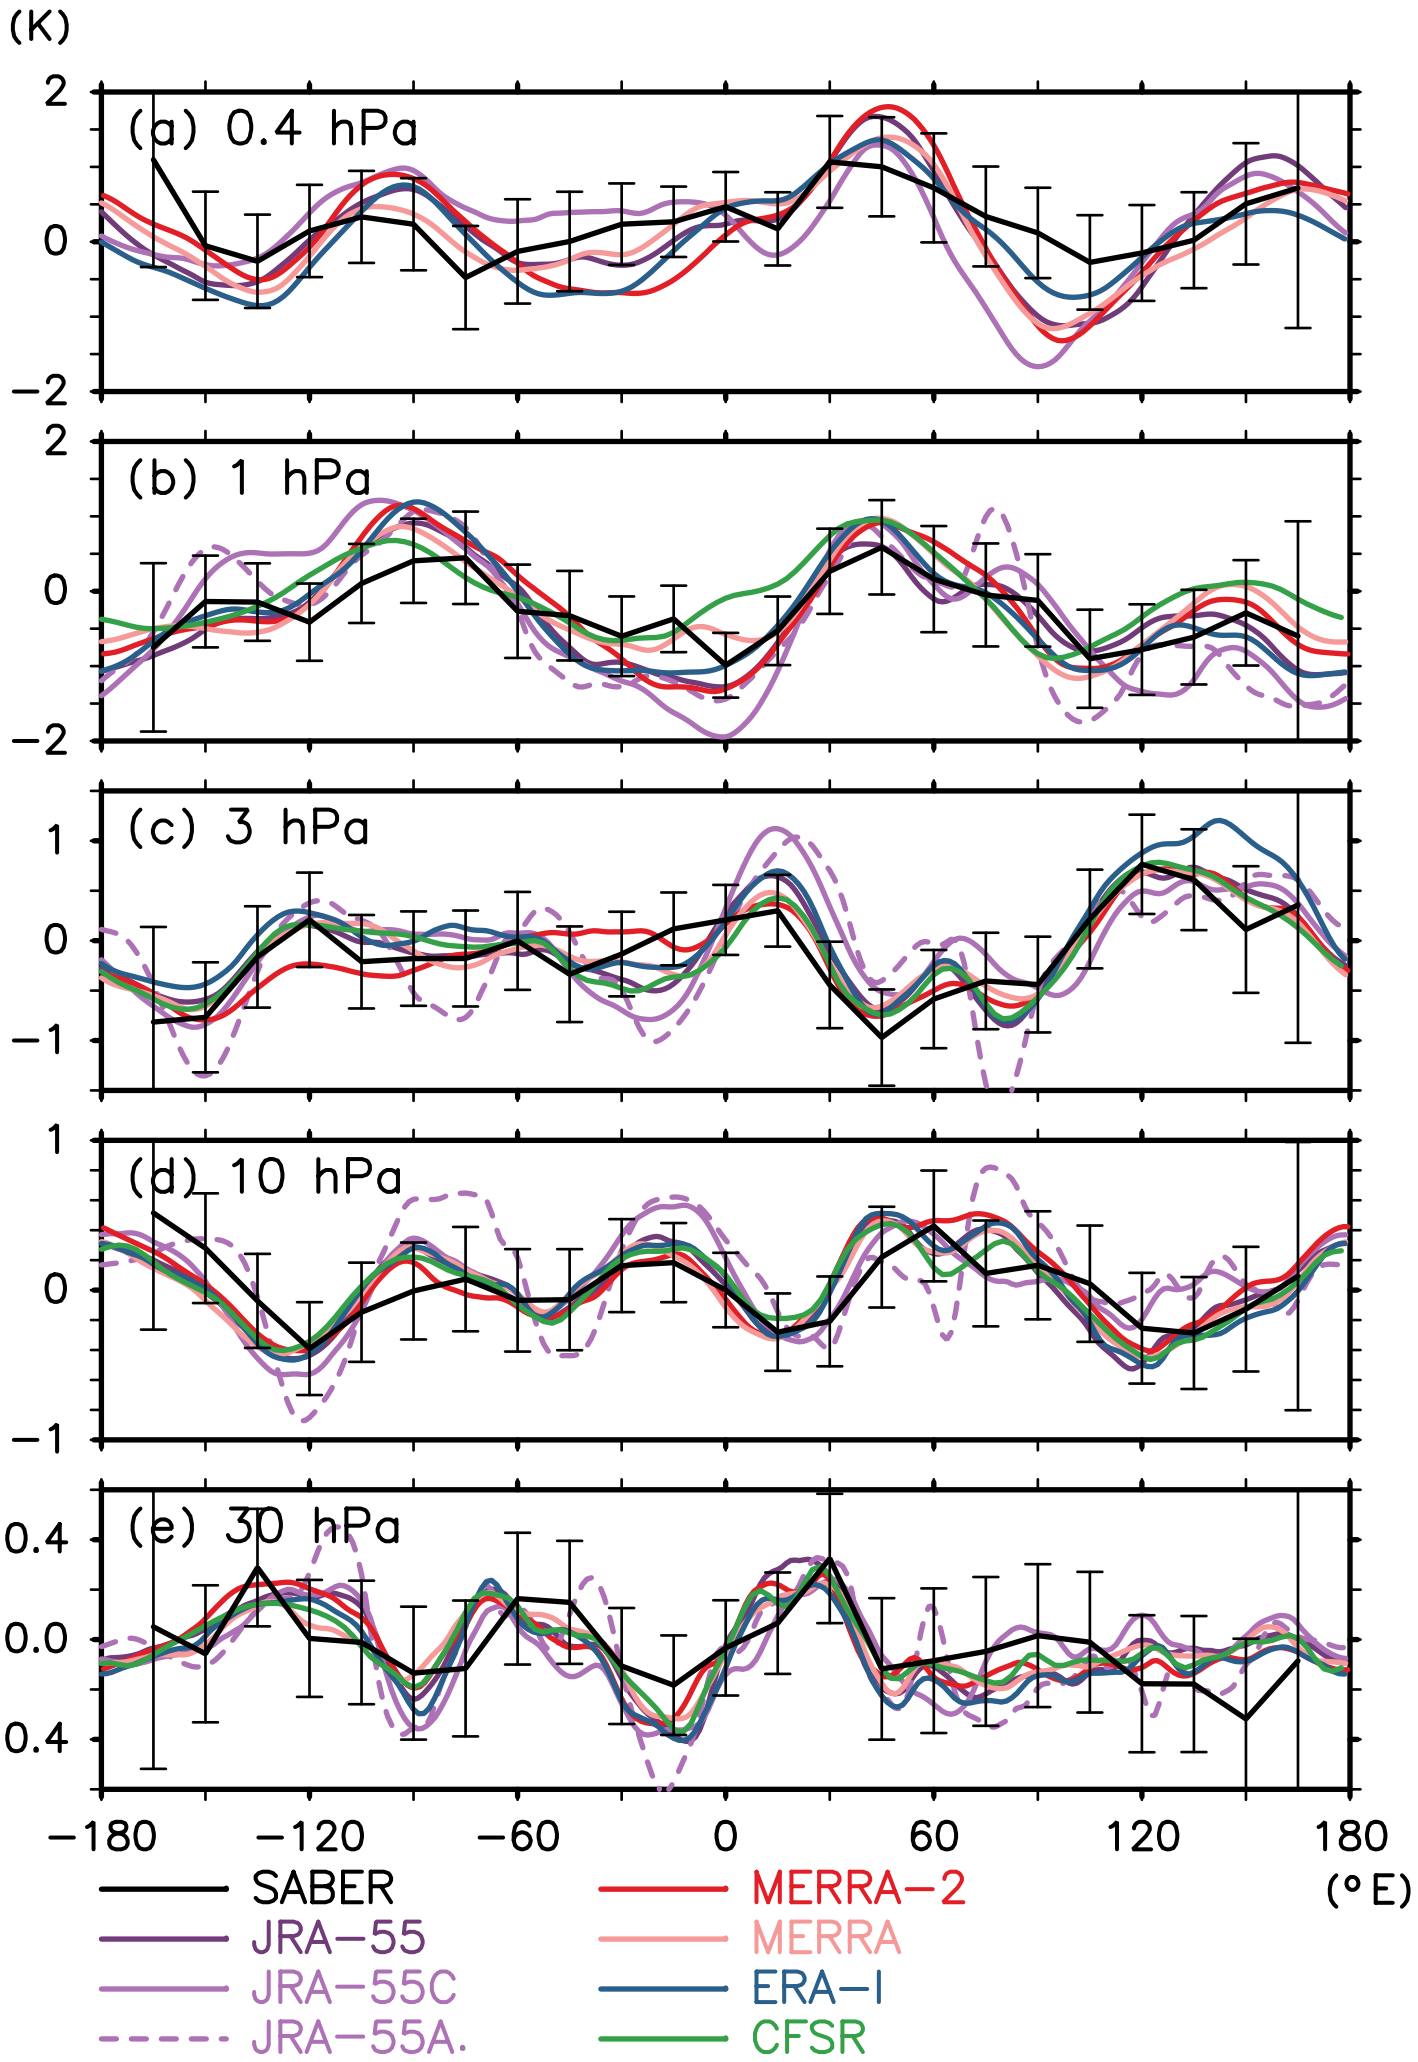 (K)
2
(a) 0.4 hPa
0
−2
2
(b) 1 hPa
0
−2
(c) 3 hPa
1
0
−1
1
(d) 10 hPa
0
−1
(e) 30 hPa
0.4
0.0
0.4
−180 −120 −60 0 60 120 180
(°E)
SABER MERRA−2
JRA−55 MERRA
JRA−55C ERA−I
JRA−55A. CFSR